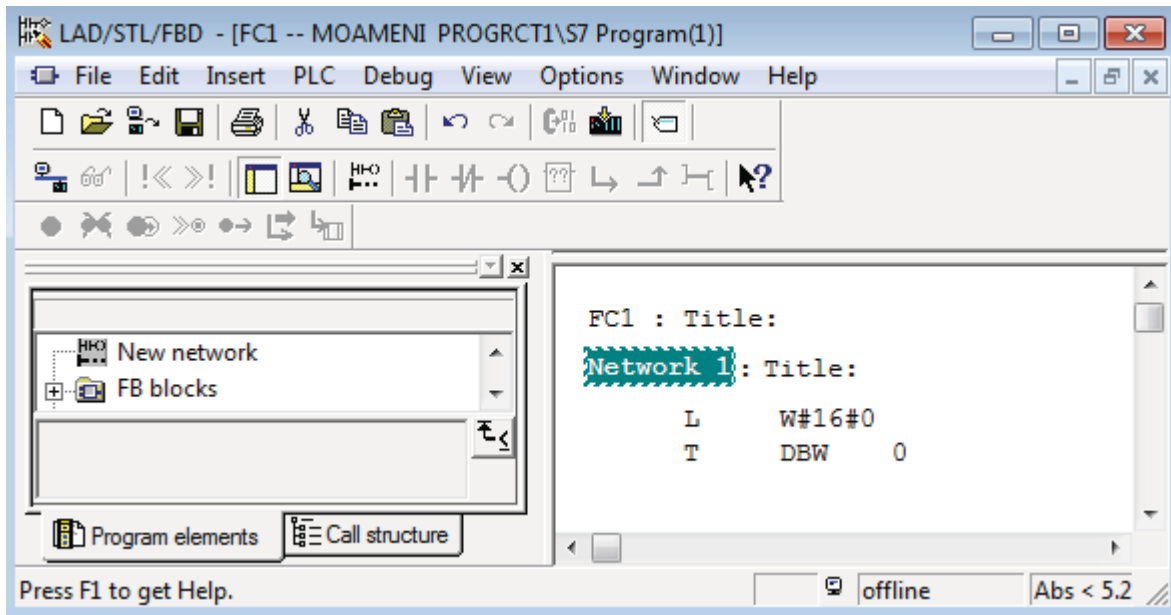 LAD/STL/FBD - [FC1 -- MOAMENI PROGRCT1\S7 Program(1)]
File Edit Insert PLC Debug View Options Window Help
New network
FB blocks
Program elements
Call structure
FC1 : Title:
Network 1: Title:
L W#16#0
T DBW 0
Press F1 to get Help.
offline
Abs < 5.2